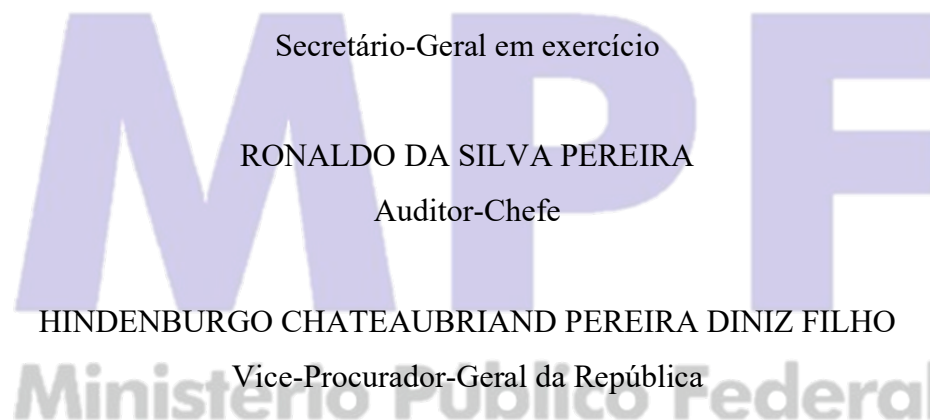 MPF
Secretário-Geral em exercício
RONALDO DA SILVA PEREIRA
Auditor-Chefe
HINDENBURGO CHATEAUBRIAND PEREIRA DINIZ FILHO
Vice-Procurador-Geral da República
Ministério Público Federal